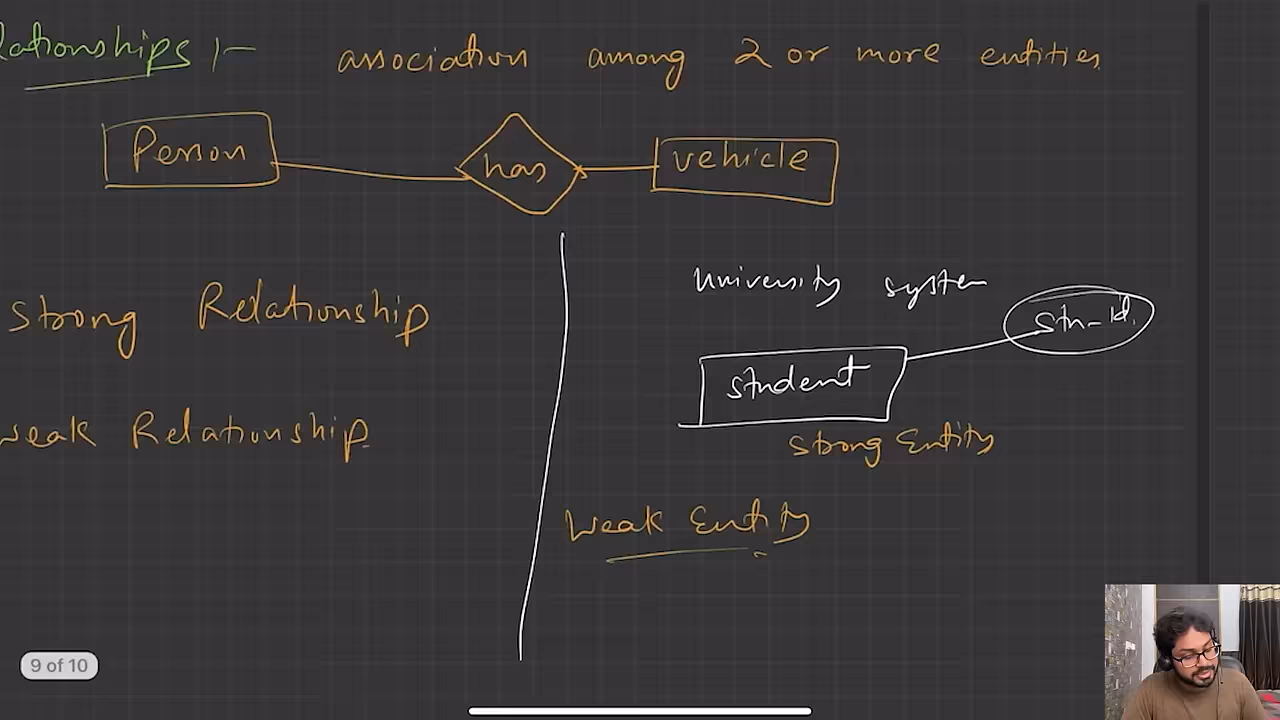 lationships :- association among 2 or more entities
Person has vehicle
Strong Relationship
weak Relationship
University system
stu-id.
student
Strong Entity
Weak Entity
9 of 10